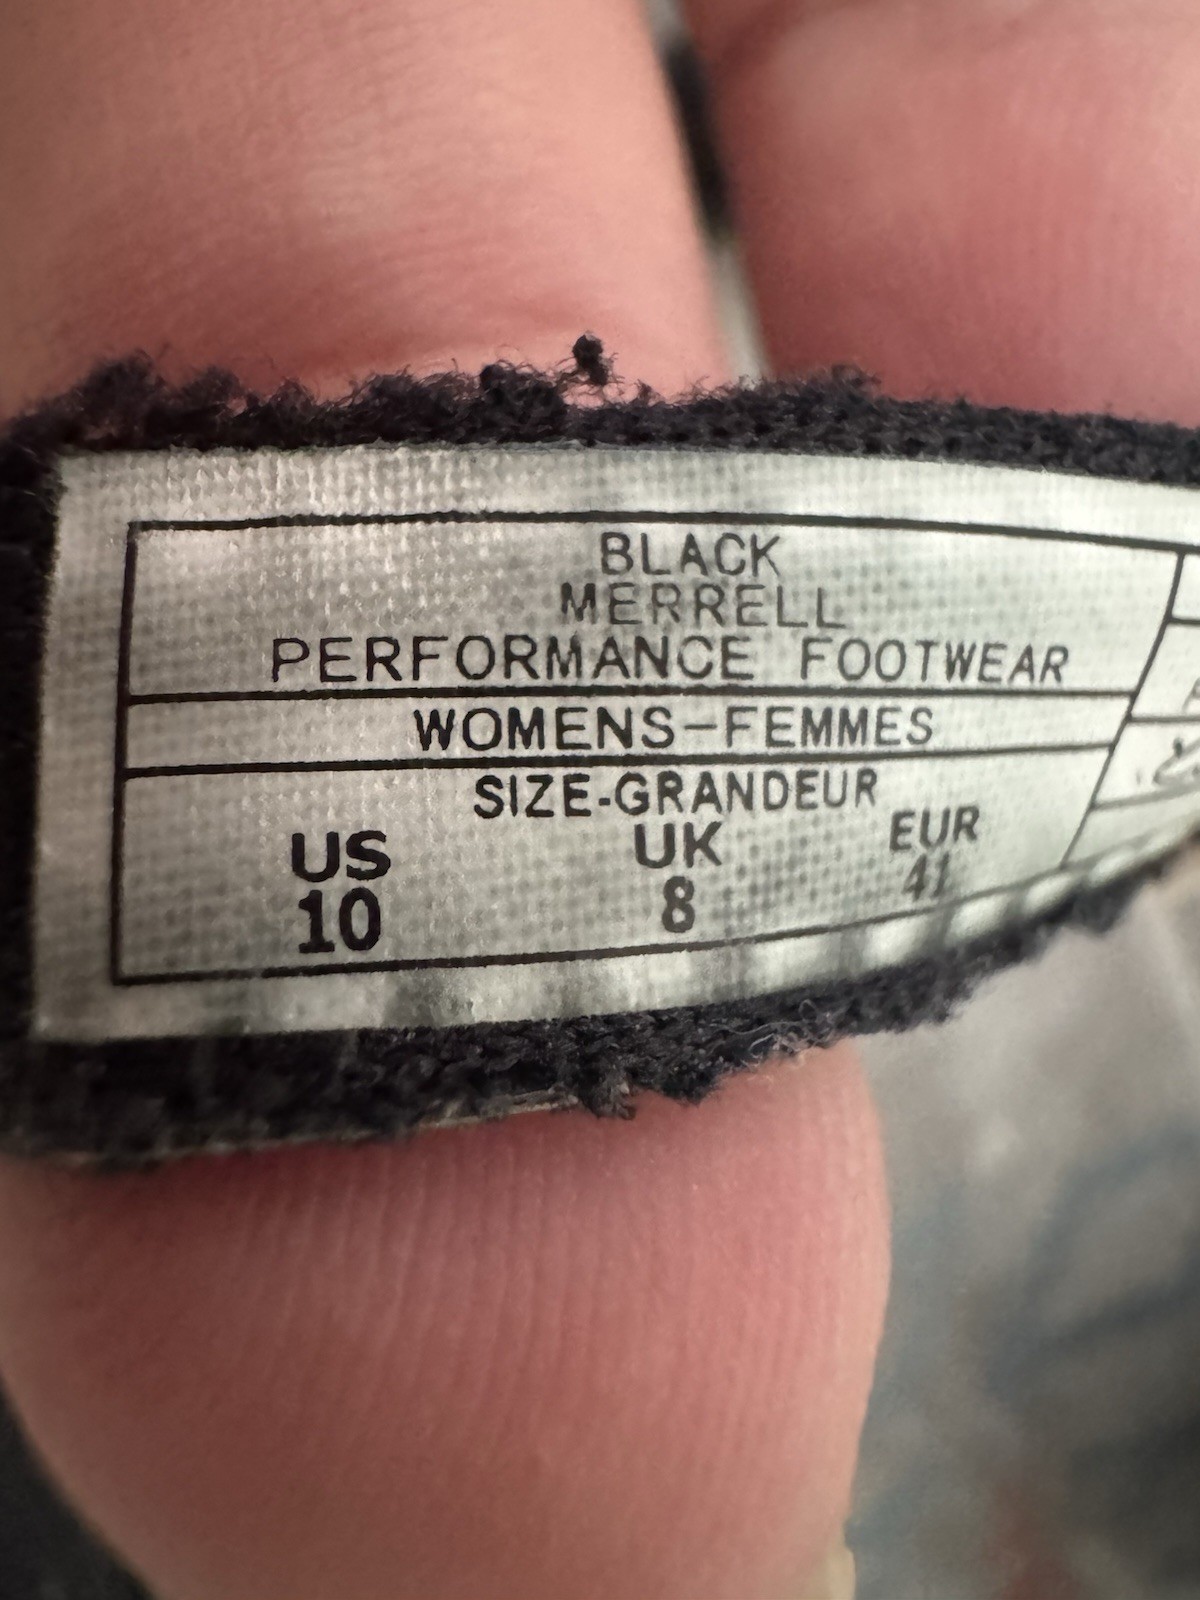 BLACK
MERRELL
PERFORMANCE FOOTWEAR
WOMENS-FEMMES
SIZE-GRANDEUR
US UK EUR
10 8 41